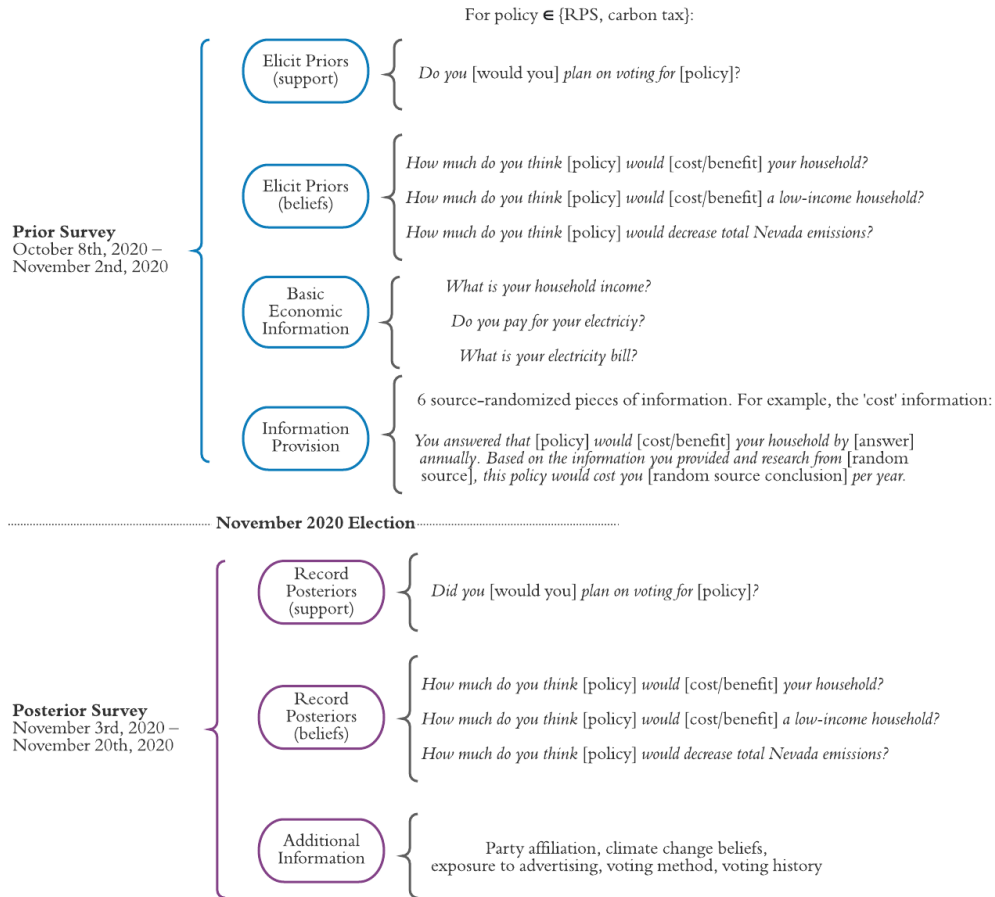 For policy ∈ {RPS, carbon tax}:
Elicit Priors
(support)
Do you [would you] plan on voting for [policy]?
Elicit Priors
(beliefs)
How much do you think [policy] would [cost/benefit] your household?
How much do you think [policy] would [cost/benefit] a low-income household?
How much do you think [policy] would decrease total Nevada emissions?
Prior Survey
October 8th, 2020 –
November 2nd, 2020
Basic
Economic
Information
What is your household income?
Do you pay for your electriciy?
What is your electricity bill?
Information
Provision
6 source-randomized pieces of information. For example, the 'cost' information:
You answered that [policy] would [cost/benefit] your household by [answer]
annually. Based on the information you provided and research from [random
source], this policy would cost you [random source conclusion] per year.
November 2020 Election
Record
Posteriors
(support)
Did you [would you] plan on voting for [policy]?
Posterior Survey
November 3rd, 2020 –
November 20th, 2020
Record
Posteriors
(beliefs)
How much do you think [policy] would [cost/benefit] your household?
How much do you think [policy] would [cost/benefit] a low-income household?
How much do you think [policy] would decrease total Nevada emissions?
Additional
Information
Party affiliation, climate change beliefs,
exposure to advertising, voting method, voting history